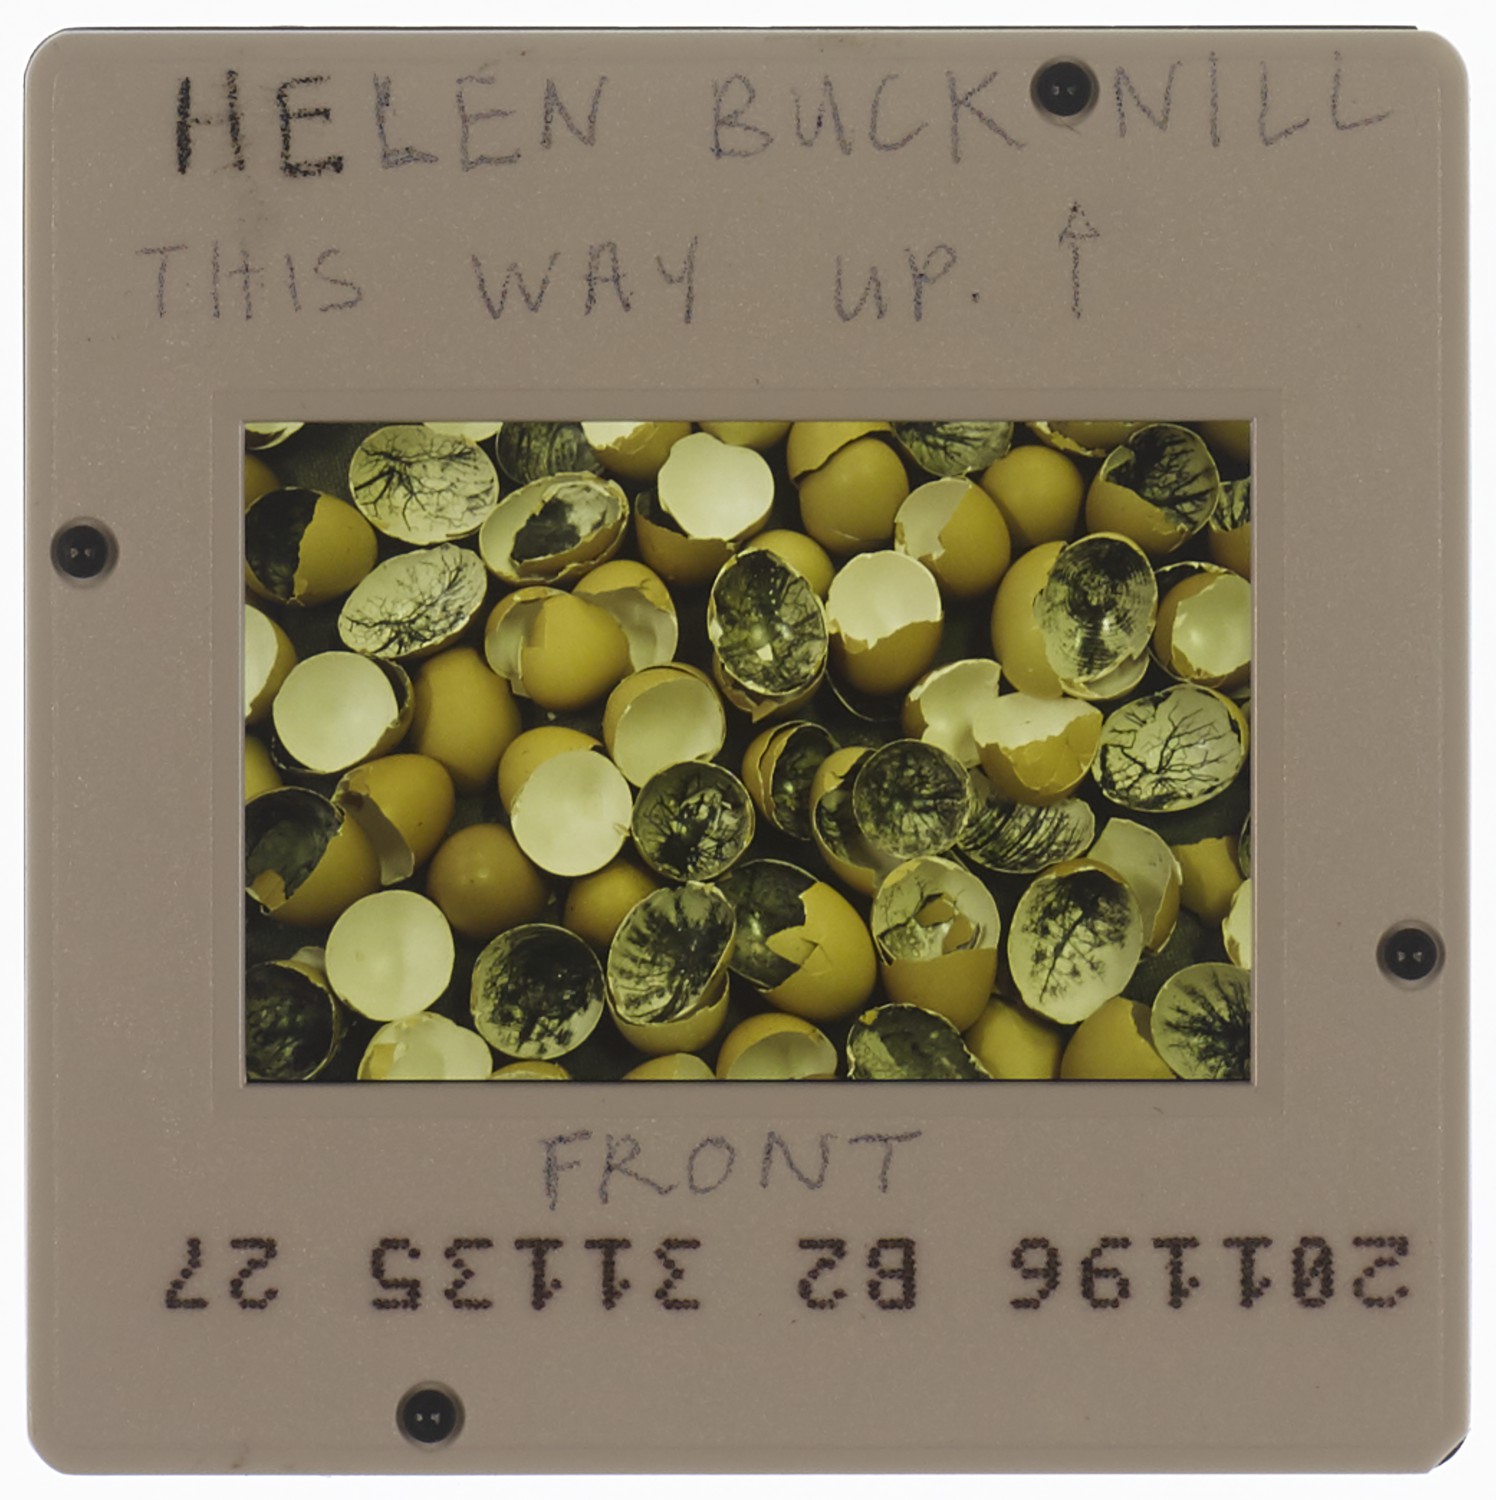 HELEN BUCKNILL
THIS WAY UP. ↑
FRONT
201196 B2 31135 27